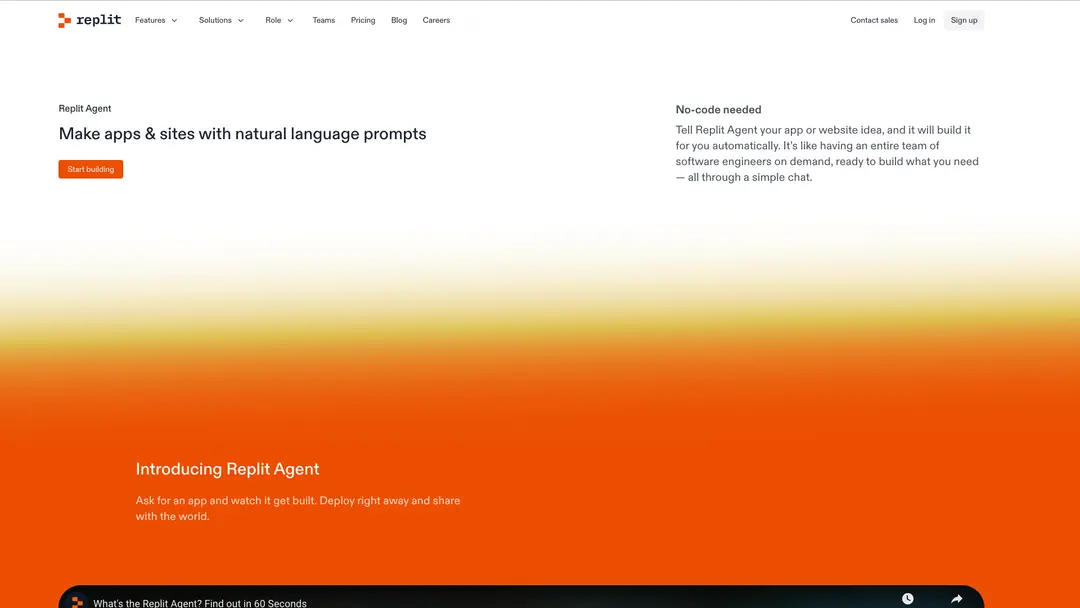 replit Features Solutions Role Teams Pricing Blog Careers Contact sales Log in Sign up
Replit Agent
Make apps & sites with natural language prompts
Start building
No-code needed
Tell Replit Agent your app or website idea, and it will build it
for you automatically. It's like having an entire team of
software engineers on demand, ready to build what you need
— all through a simple chat.
Introducing Replit Agent
Ask for an app and watch it get built. Deploy right away and share
with the world.
What's the Replit Agent? Find out in 60 Seconds